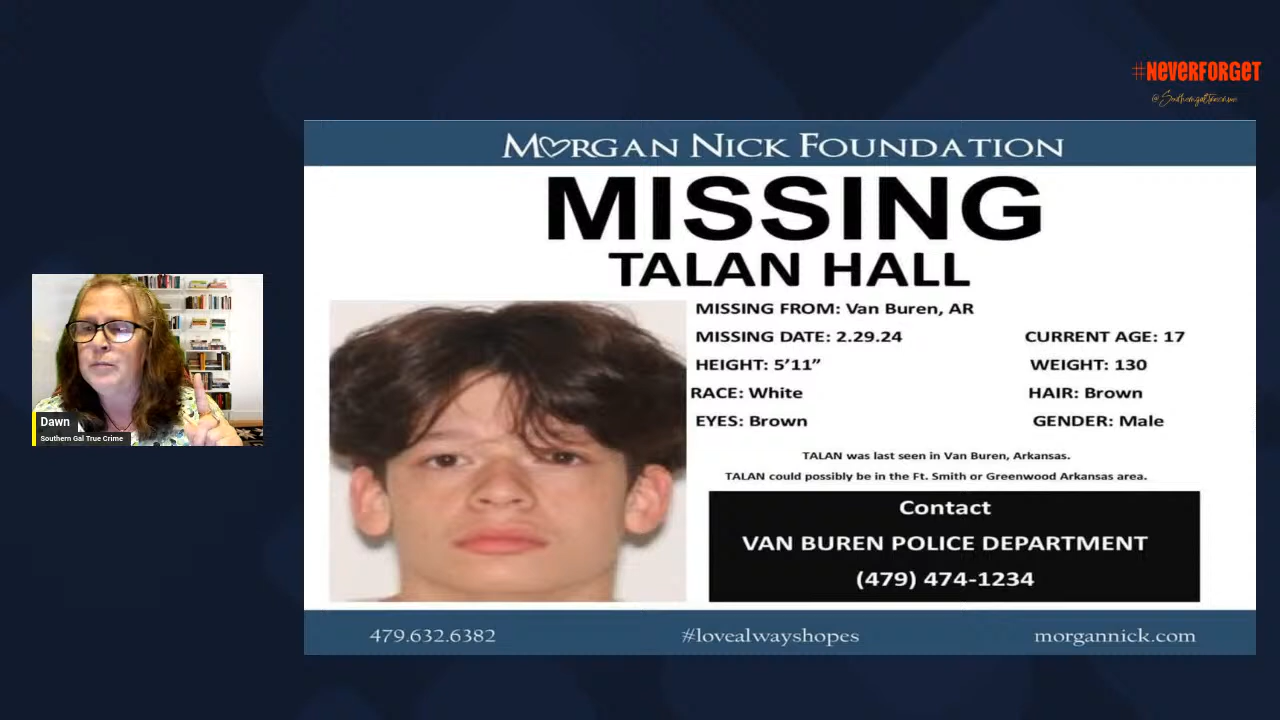 #NEVERFORGET
@Southerngaltruecrime
MORGAN NICK FOUNDATION
MISSING
TALAN HALL
MISSING FROM: Van Buren, AR
MISSING DATE: 2.29.24 CURRENT AGE: 17
HEIGHT: 5'11” WEIGHT: 130
RACE: White HAIR: Brown
EYES: Brown GENDER: Male
TALAN was last seen in Van Buren, Arkansas.
TALAN could possibly be in the Ft. Smith or Greenwood Arkansas area.
Contact
VAN BUREN POLICE DEPARTMENT
(479) 474-1234
479.632.6382 #lovealwayshopes morgannick.com
Dawn
Southern Gal True Crime